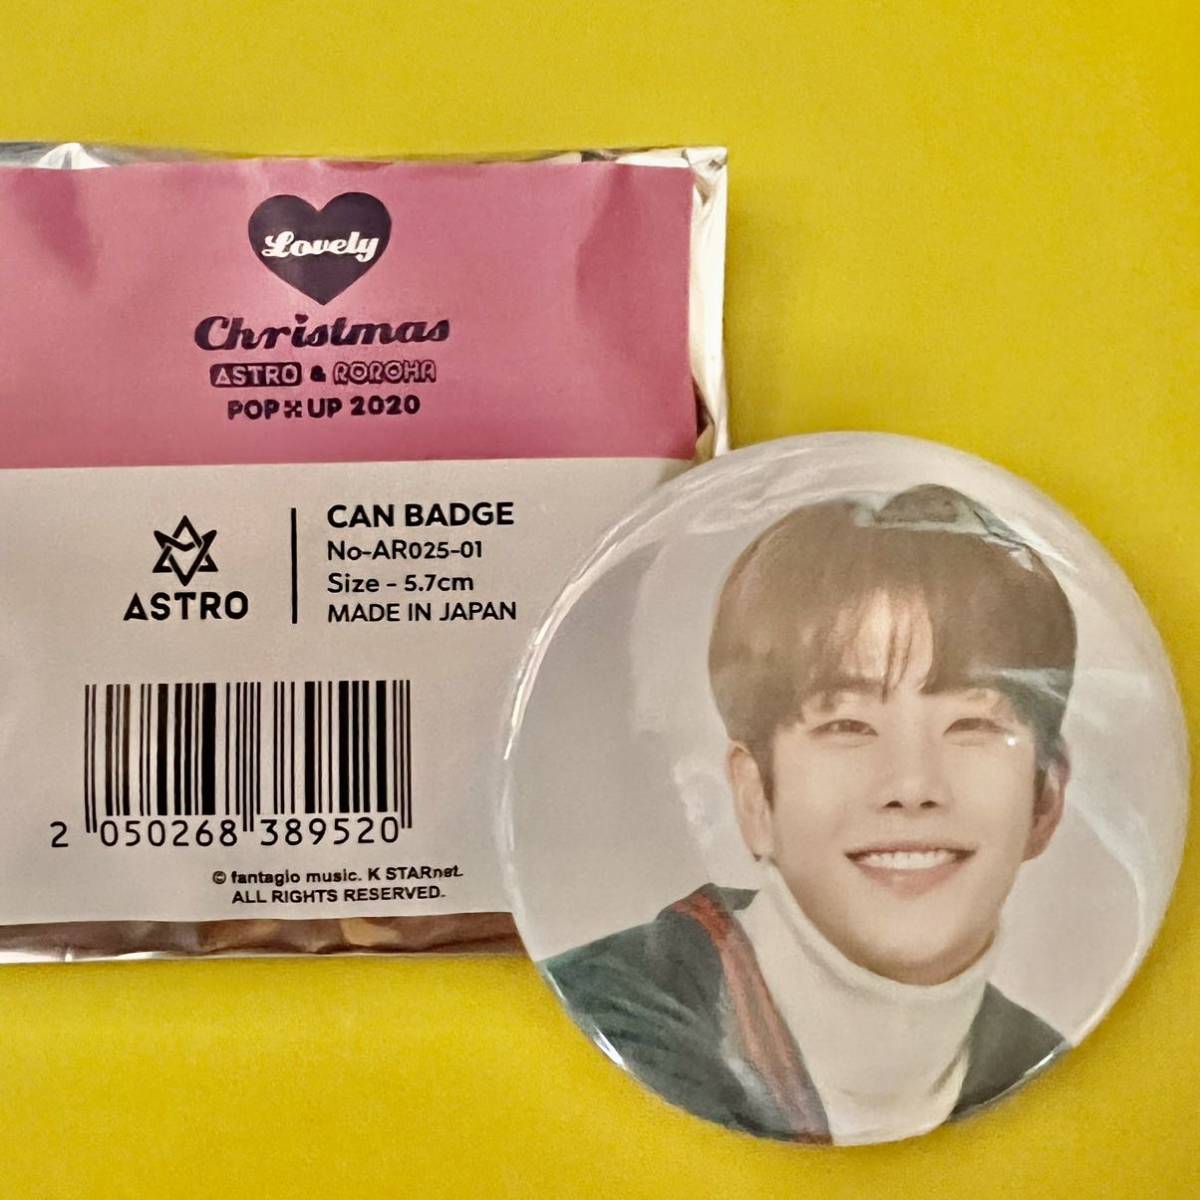 Lovely
Christmas
ASTRO & ROROHA
POP UP 2020
ASTRO
CAN BADGE
No-AR025-01
Size - 5.7cm
MADE IN JAPAN
2 050268 389520
© fantagio music. K STARnet.
ALL RIGHTS RESERVED.